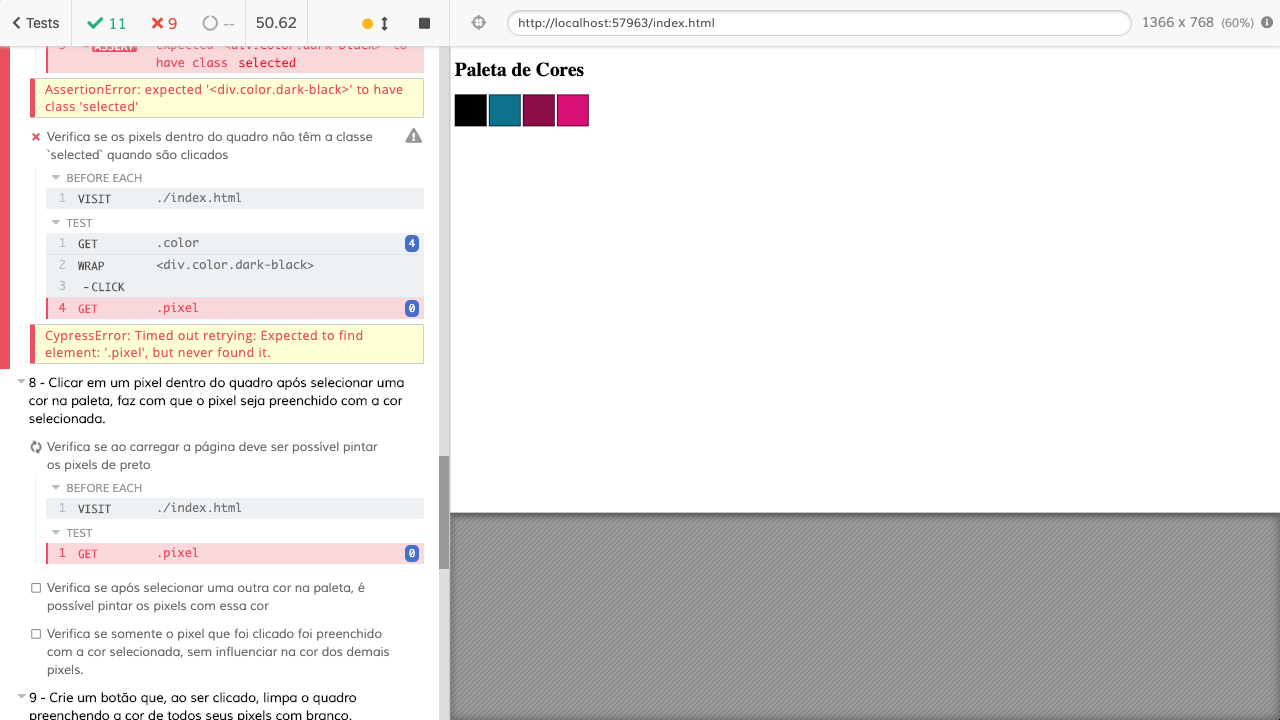 Tests
11
9
--
50.62
http://localhost:57963/index.html
1366 x 768 (60%)
3 -ASSERT expected <div.color.dark-black> to
have class selected
AssertionError: expected '<div.color.dark-black>' to have
class 'selected'
Verifica se os pixels dentro do quadro não têm a classe
`selected` quando são clicados
BEFORE EACH
1 VISIT ./index.html
TEST
1 GET .color 4
2 WRAP <div.color.dark-black>
3 -CLICK
4 GET .pixel 0
CypressError: Timed out retrying: Expected to find
element: '.pixel', but never found it.
8 - Clicar em um pixel dentro do quadro após selecionar uma
cor na paleta, faz com que o pixel seja preenchido com a cor
selecionada.
Verifica se ao carregar a página deve ser possível pintar
os pixels de preto
BEFORE EACH
1 VISIT ./index.html
TEST
1 GET .pixel 0
Verifica se após selecionar uma outra cor na paleta, é
possível pintar os pixels com essa cor
Verifica se somente o pixel que foi clicado foi preenchido
com a cor selecionada, sem influenciar na cor dos demais
pixels.
9 - Crie um botão que, ao ser clicado, limpa o quadro
preenchendo a cor de todos seus pixels com branco.
Paleta de Cores